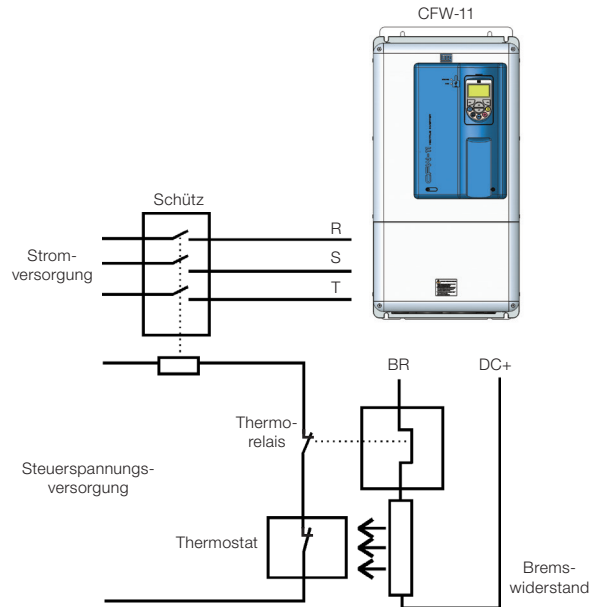 CFW-11
Schütz
R
Strom-
versorgung
S
T
BR
DC+
Thermo-
relais
Steuerspannungs-
versorgung
Thermostat
Brems-
widerstand